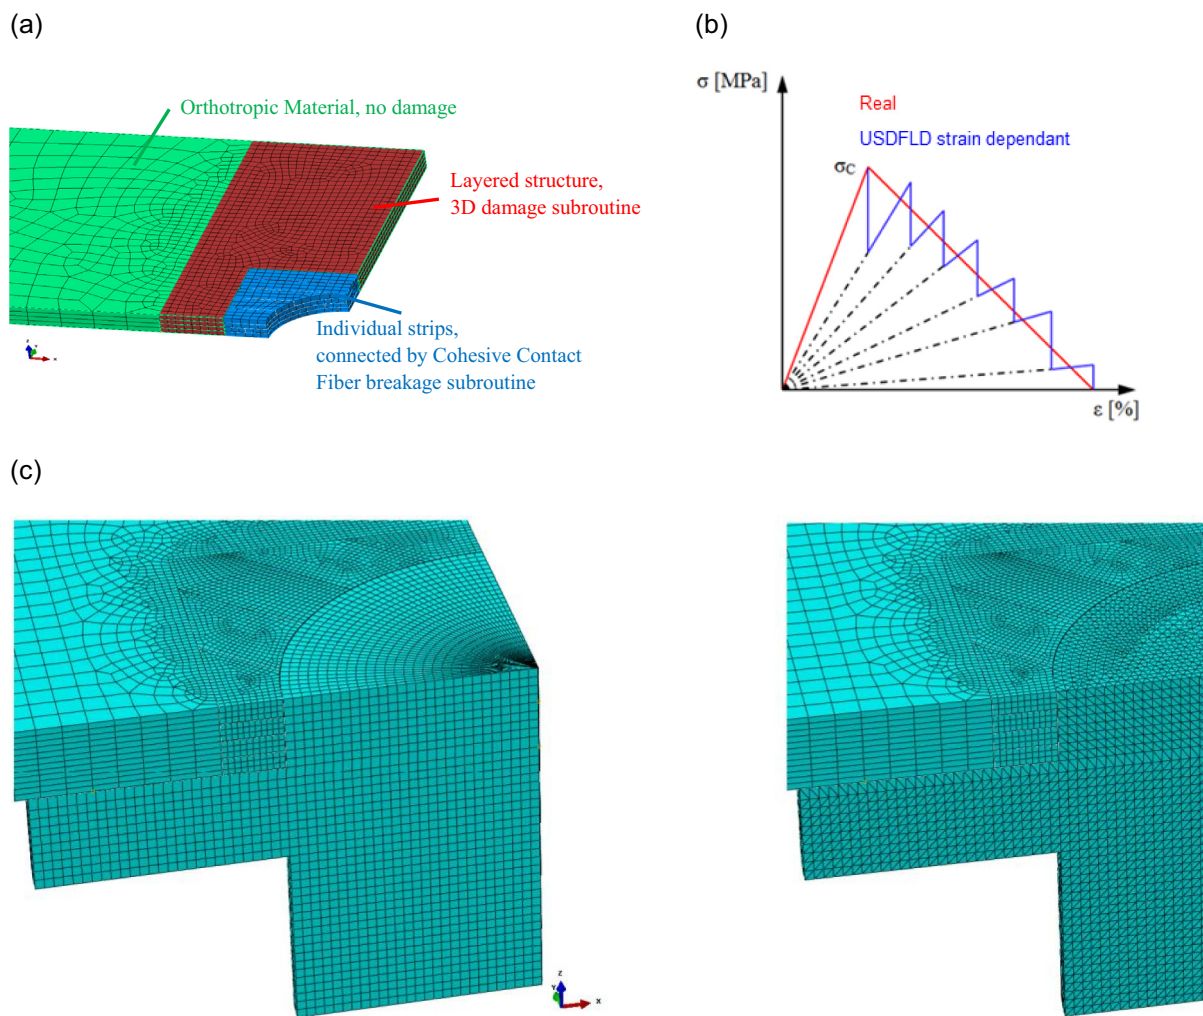 (a)
Orthotropic Material, no damage
Layered structure,
3D damage subroutine
Individual strips,
connected by Cohesive Contact
Fiber breakage subroutine
Z
Y
X
(b)
σ [MPa]
Real
USDFLD strain dependant
σC
ε [%]
(c)
Z
Y
X